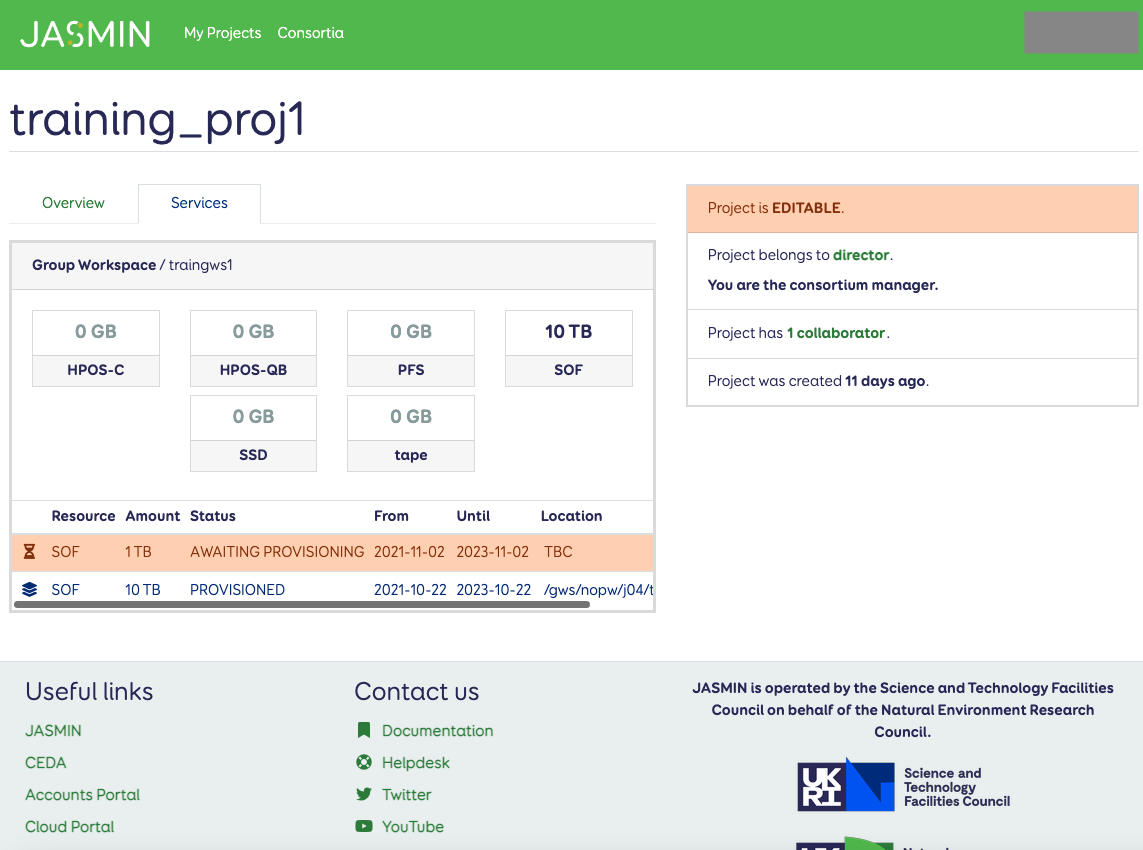 JASMIN My Projects Consortia
training_proj1
Overview Services
Group Workspace / traingws1
0 GB 0 GB 0 GB 10 TB
HPOS-C HPOS-QB PFS SOF
0 GB 0 GB
SSD tape
Resource Amount Status From Until Location
SOF 1 TB AWAITING PROVISIONING 2021-11-02 2023-11-02 TBC
SOF 10 TB PROVISIONED 2021-10-22 2023-10-22 /gws/nopw/j04/t
Project is EDITABLE.
Project belongs to director.
You are the consortium manager.
Project has 1 collaborator.
Project was created 11 days ago.
Useful links
JASMIN
CEDA
Accounts Portal
Cloud Portal
Contact us
Documentation
Helpdesk
Twitter
YouTube
JASMIN is operated by the Science and Technology Facilities
Council on behalf of the Natural Environment Research
Council.
UK
RI
Science and
Technology
Facilities Council